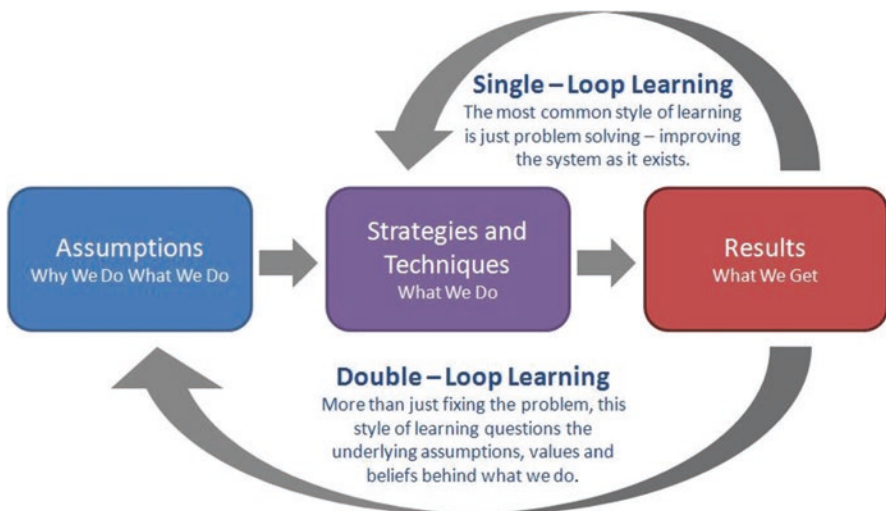 Single – Loop Learning
The most common style of learning
is just problem solving – improving
the system as it exists.
Assumptions
Why We Do What We Do
Strategies and
Techniques
What We Do
Results
What We Get
Double – Loop Learning
More than just fixing the problem, this
style of learning questions the
underlying assumptions, values and
beliefs behind what we do.